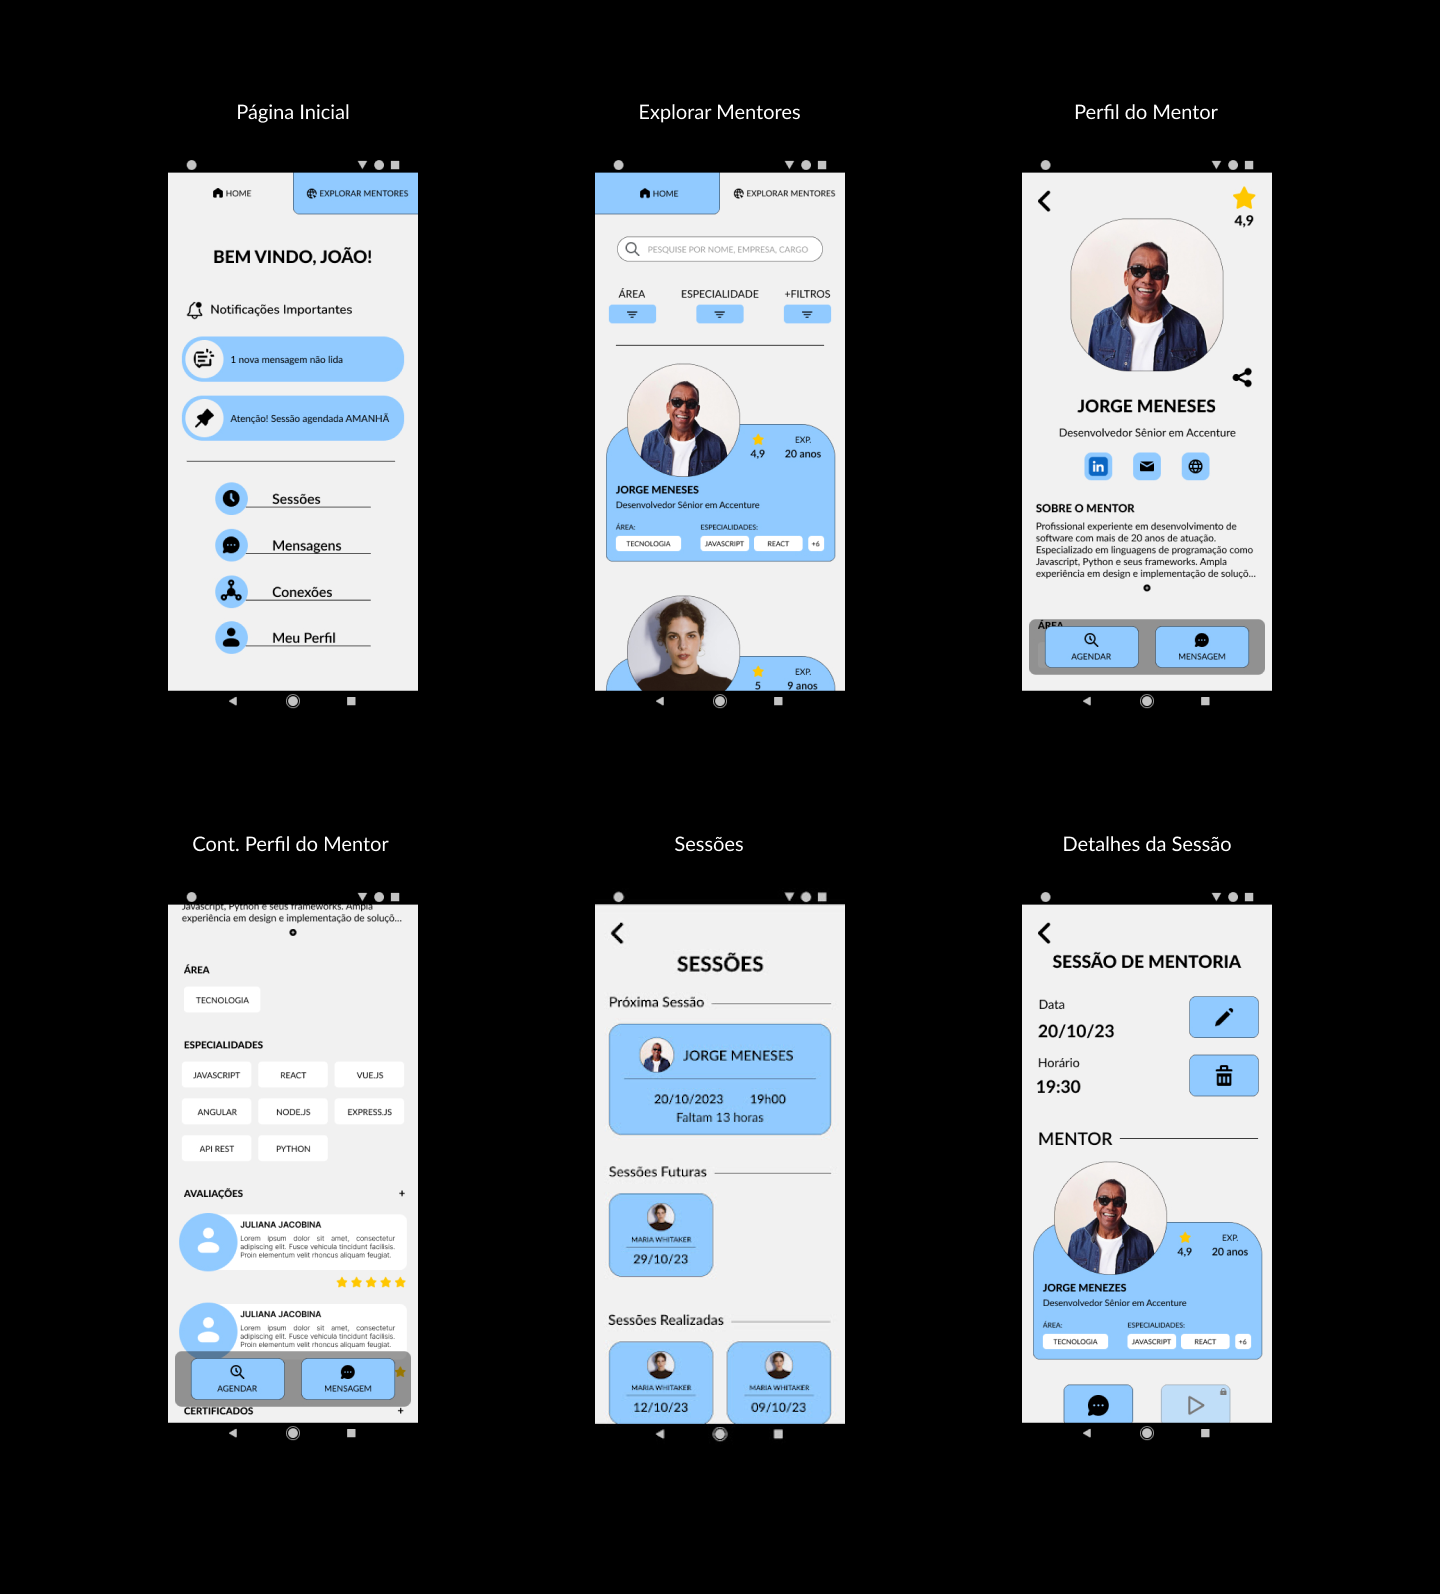 Página Inicial
HOME
EXPLORAR MENTORES
BEM VINDO, JOÃO!
Notificações Importantes
1 nova mensagem não lida
Atenção! Sessão agendada AMANHÃ
Sessões
Mensagens
Conexões
Meu Perfil
Explorar Mentores
HOME
EXPLORAR MENTORES
PESQUISE POR NOME, EMPRESA, CARGO
ÁREA
ESPECIALIDADE
+FILTROS
EXP.
4,9
20 anos
JORGE MENESES
Desenvolvedor Sênior em Accenture
ÁREA:
ESPECIALIDADES:
TECNOLOGIA
JAVASCRIPT
REACT
+6
EXP.
5
9 anos
Perfil do Mentor
4,9
JORGE MENESES
Desenvolvedor Sênior em Accenture
in
SOBRE O MENTOR
Profissional experiente em desenvolvimento de
software com mais de 20 anos de atuação.
Especializado em linguagens de programação como
Javascript, Python e seus frameworks. Ampla
experiência em design e implementação de soluçõ...
ÁREA
AGENDAR
MENSAGEM
Cont. Perfil do Mentor
Javascript, Python e seus frameworks. Ampla
experiência em design e implementação de soluçõ...
ÁREA
TECNOLOGIA
ESPECIALIDADES
JAVASCRIPT
REACT
VUE.JS
ANGULAR
NODE.JS
EXPRESS.JS
API REST
PYTHON
AVALIAÇÕES
+
JULIANA JACOBINA
Lorem ipsum dolor sit amet, consectetur
adipiscing elit. Fusce vehicula tincidunt facilisis.
Proin elementum velit rhoncus aliquam feugiat.
JULIANA JACOBINA
Lorem ipsum dolor sit amet, consectetur
adipiscing elit. Fusce vehicula tincidunt facilisis.
Proin elementum velit rhoncus aliquam feugiat.
AGENDAR
MENSAGEM
CERTIFICADOS
+
Sessões
SESSÕES
Próxima Sessão
JORGE MENESES
20/10/2023
19h00
Faltam 13 horas
Sessões Futuras
MARIA WHITAKER
29/10/23
Sessões Realizadas
MARIA WHITAKER
12/10/23
MARIA WHITAKER
09/10/23
Detalhes da Sessão
SESSÃO DE MENTORIA
Data
20/10/23
Horário
19:30
MENTOR
EXP.
4,9
20 anos
JORGE MENEZES
Desenvolvedor Sênior em Accenture
ÁREA:
ESPECIALIDADES:
TECNOLOGIA
JAVASCRIPT
REACT
+6